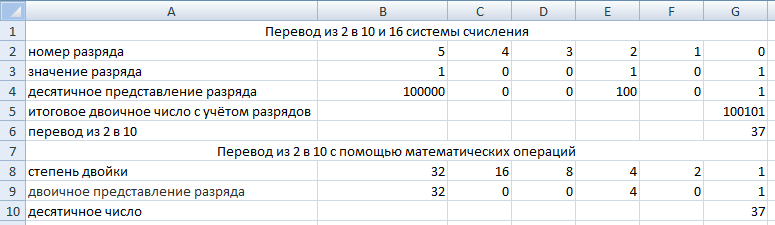 A B C D E F G
1 Перевод из 2 в 10 и 16 системы счисления
2 номер разряда 5 4 3 2 1 0
3 значение разряда 1 0 0 1 0 1
4 десятичное представление разряда 100000 0 0 100 0 1
5 итоговое двоичное число с учётом разрядов 100101
6 перевод из 2 в 10 37
7 Перевод из 2 в 10 с помощью математических операций
8 степень двойки 32 16 8 4 2 1
9 двоичное представление разряда 32 0 0 4 0 1
10 десятичное число 37